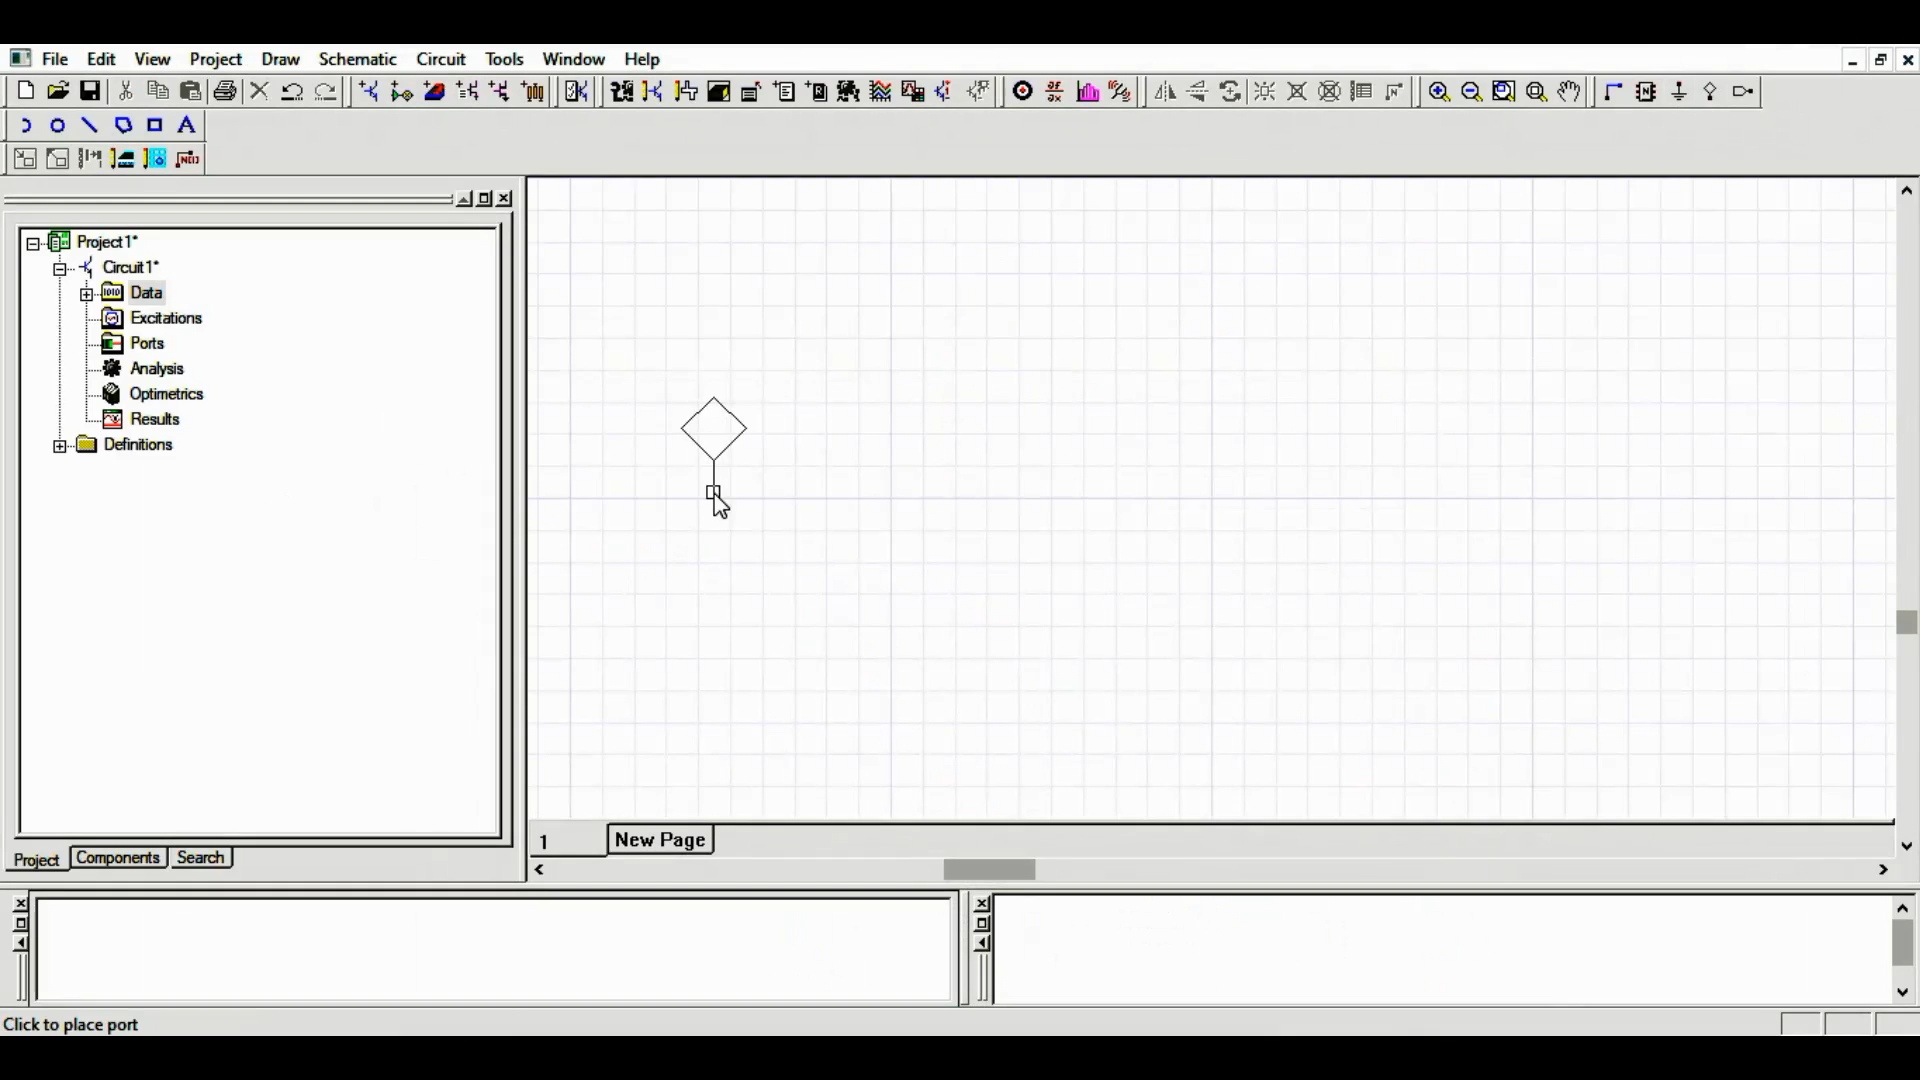 File Edit View Project Draw Schematic Circuit Tools Window Help
Project1*
Circuit1*
Data
Excitations
Ports
Analysis
Optimetrics
Results
Definitions
Project Components Search
1 New Page
Click to place port